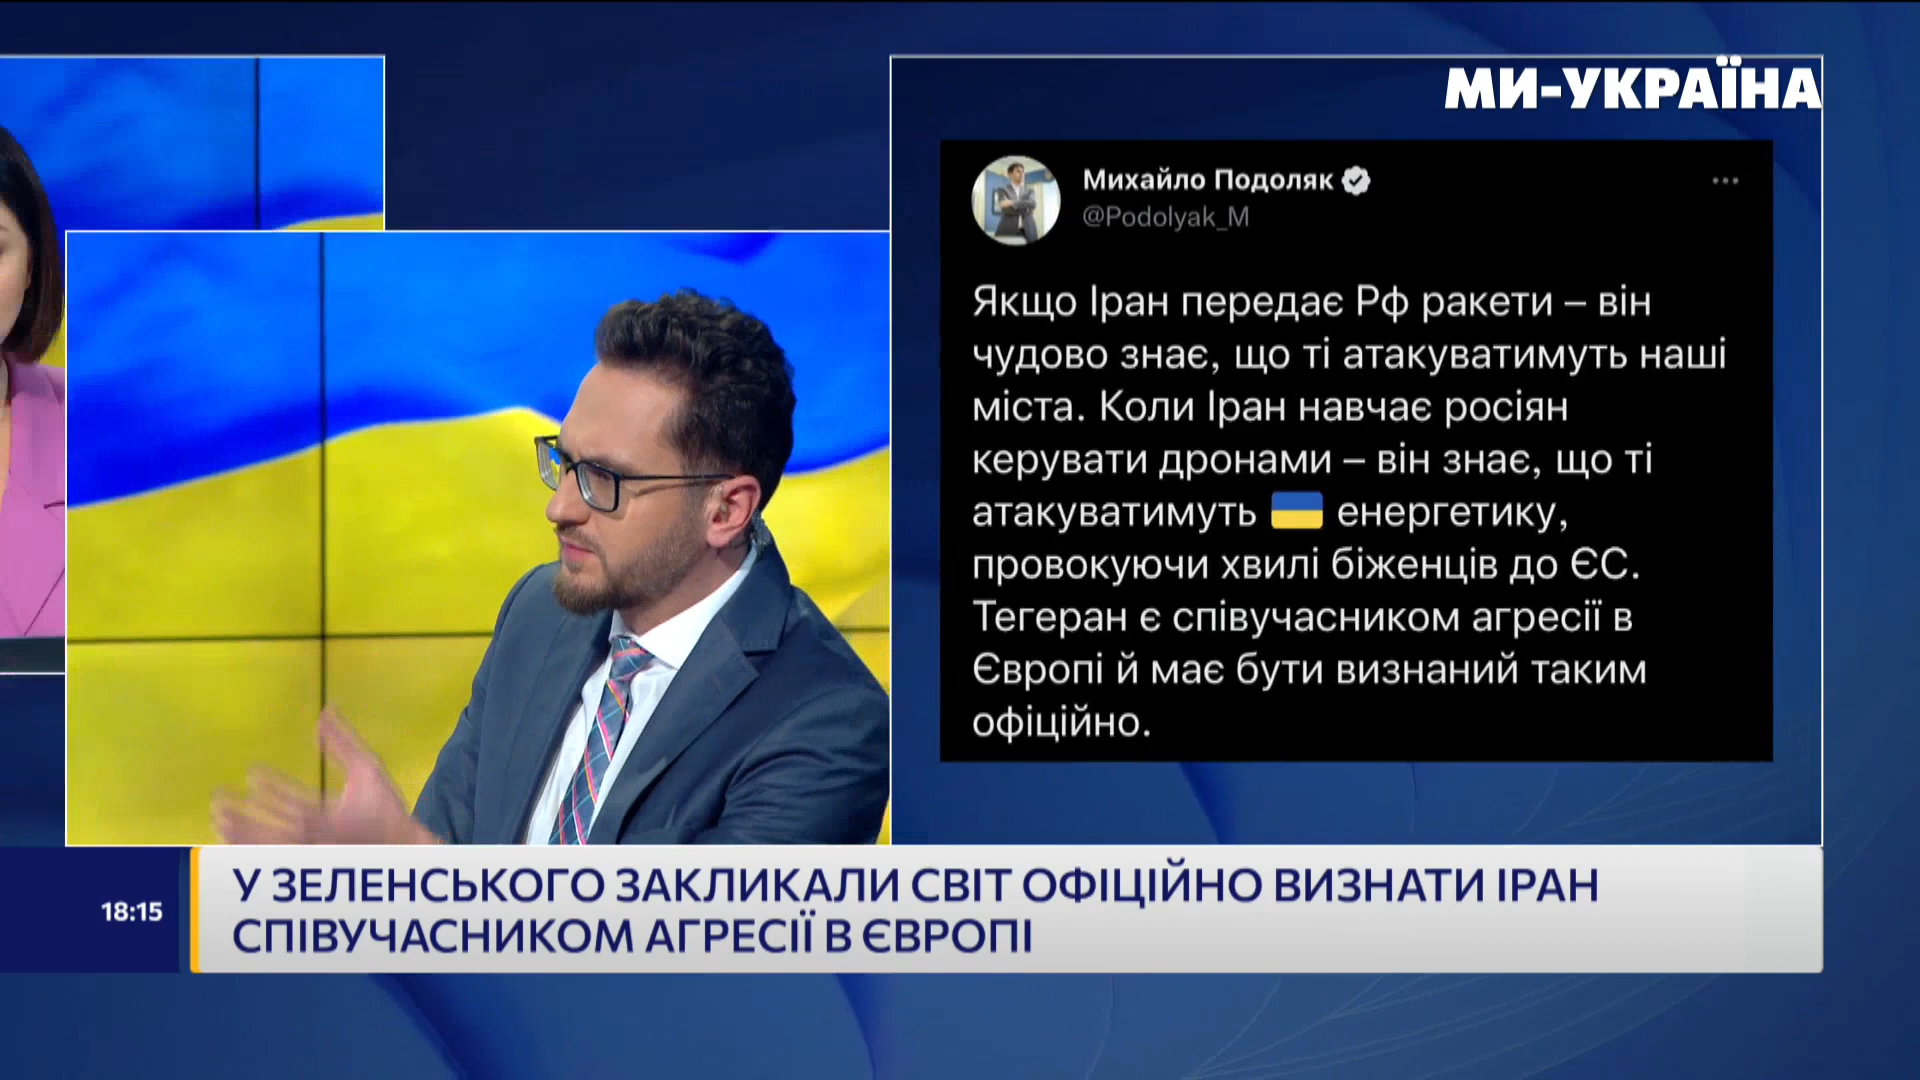 МИ-УКРАЇНА
Михайло Подоляк
@Podolyak_M
Якщо Іран передає Рф ракети – він
чудово знає, що ті атакуватимуть наші
міста. Коли Іран навчає росіян
керувати дронами – він знає, що ті
атакуватимуть 🇺🇦 енергетику,
провокуючи хвилі біженців до ЄС.
Тегеран є співучасником агресії в
Європі й має бути визнаний таким
офіційно.
18:15
У ЗЕЛЕНСЬКОГО ЗАКЛИКАЛИ СВІТ ОФІЦІЙНО ВИЗНАТИ ІРАН
СПІВУЧАСНИКОМ АГРЕСІЇ В ЄВРОПІ